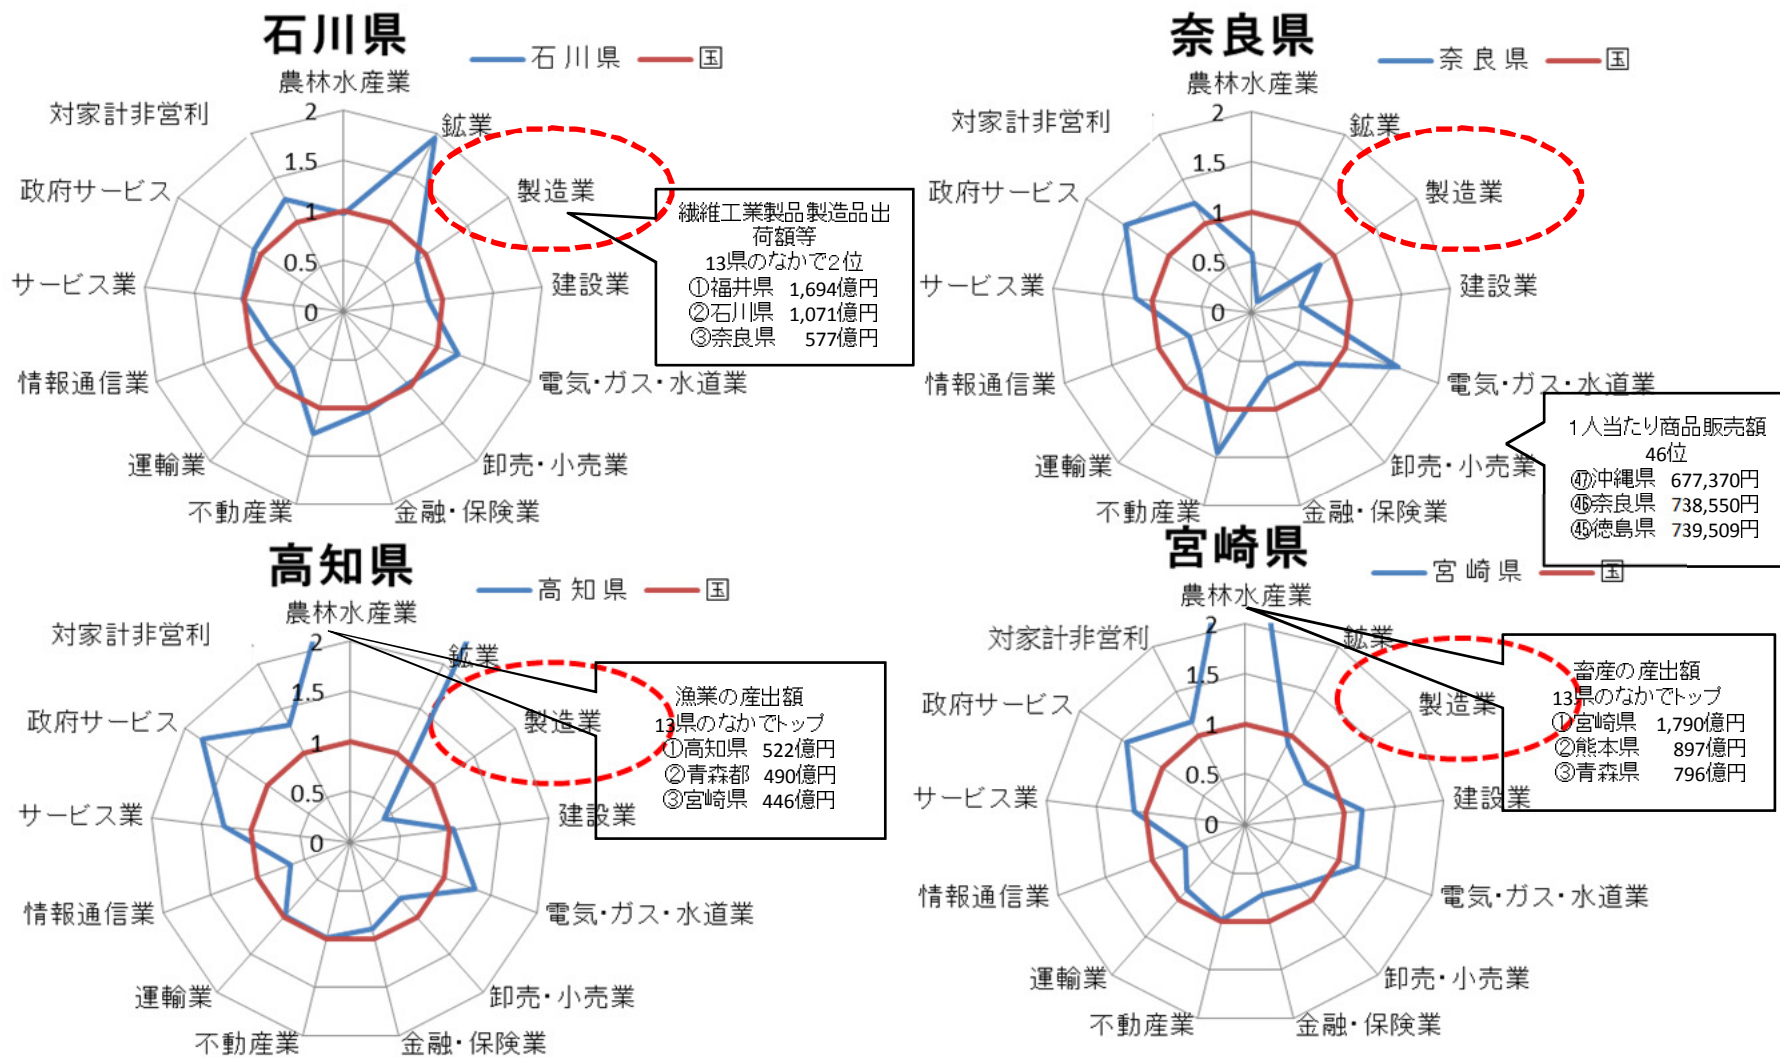 石川県
石川県 国
農林水産業
鉱業
製造業
建設業
電気・ガス・水道業
卸売・小売業
金融・保険業
不動産業
運輸業
情報通信業
サービス業
政府サービス
対家計非営利
2
1.5
1
0.5
0
繊維工業製品製造品出
荷額等
13県のなかで2位
①福井県 1,694億円
②石川県 1,071億円
③奈良県 577億円
奈良県
奈良県 国
農林水産業
鉱業
製造業
建設業
電気・ガス・水道業
卸売・小売業
金融・保険業
不動産業
運輸業
情報通信業
サービス業
政府サービス
対家計非営利
2
1.5
1
0.5
0
1人当たり商品販売額
46位
㊼沖縄県 677,370円
㊻奈良県 738,550円
㊺徳島県 739,509円
高知県
高知県 国
農林水産業
鉱業
製造業
建設業
電気・ガス・水道業
卸売・小売業
金融・保険業
不動産業
運輸業
情報通信業
サービス業
政府サービス
対家計非営利
2
1.5
1
0.5
0
漁業の産出額
13県のなかでトップ
①高知県 522億円
②青森都 490億円
③宮崎県 446億円
宮崎県
宮崎県 国
農林水産業
鉱業
製造業
建設業
電気・ガス・水道業
卸売・小売業
金融・保険業
不動産業
運輸業
情報通信業
サービス業
政府サービス
対家計非営利
2
1.5
1
0.5
0
畜産の産出額
13県のなかでトップ
①宮崎県 1,790億円
②熊本県 897億円
③青森県 796億円